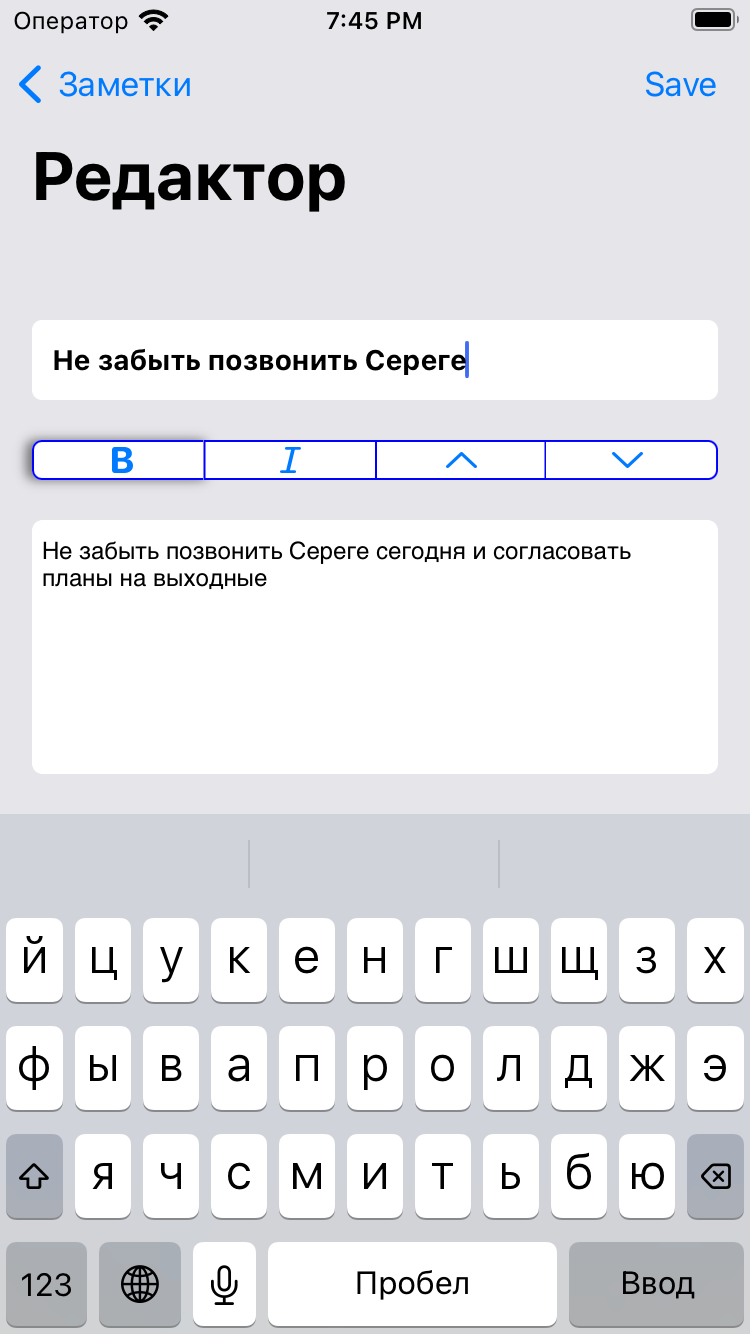 Оператор 7:45 PM
Заметки Save
Редактор
Не забыть позвонить Сереге
B I
Не забыть позвонить Сереге сегодня и согласовать
планы на выходные
й ц у к е н г ш щ з х
ф ы в а п р о л д ж э
я ч с м и т ь б ю
123 Пробел Ввод